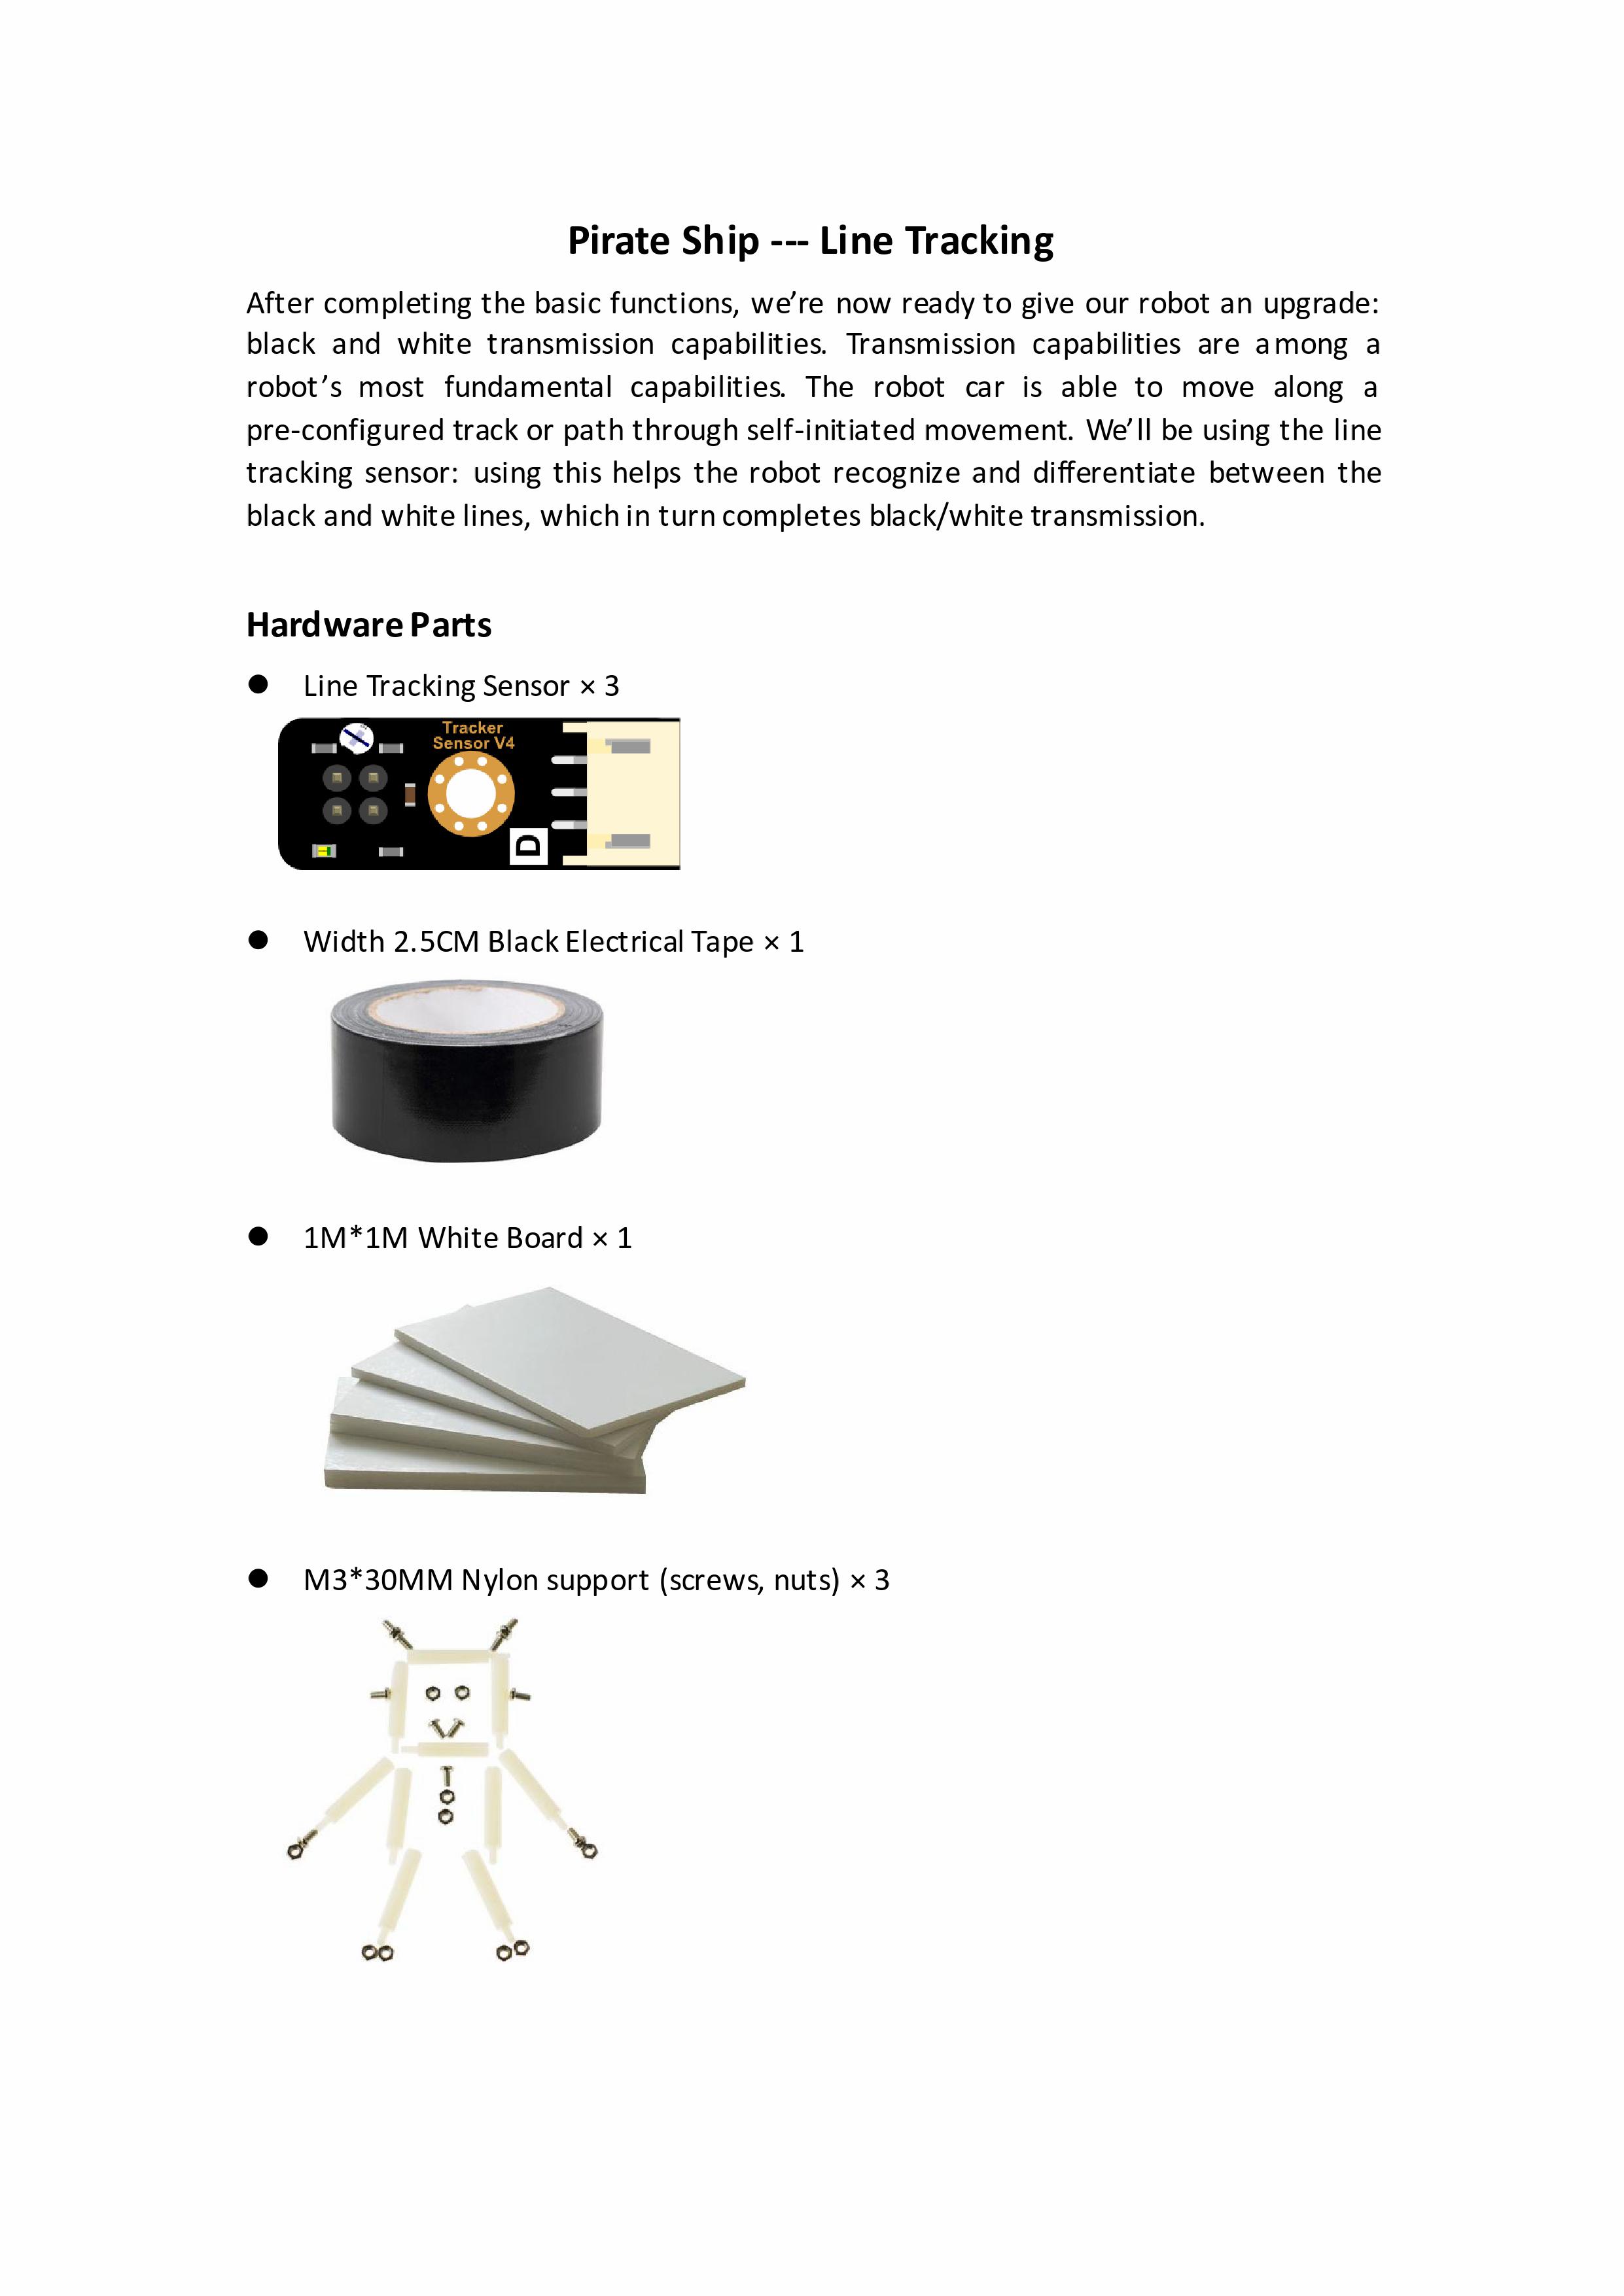 Pirate Ship --- Line Tracking
After completing the basic functions, we’re now ready to give our robot an upgrade:
black and white transmission capabilities. Transmission capabilities are among a
robot’s most fundamental capabilities. The robot car is able to move along a
pre-configured track or path through self-initiated movement. We’ll be using the line
tracking sensor: using this helps the robot recognize and differentiate between the
black and white lines, which in turn completes black/white transmission.
Hardware Parts
● Line Tracking Sensor × 3
Tracker
Sensor V4
D
● Width 2.5CM Black Electrical Tape × 1
● 1M*1M White Board × 1
● M3*30MM Nylon support (screws, nuts) × 3